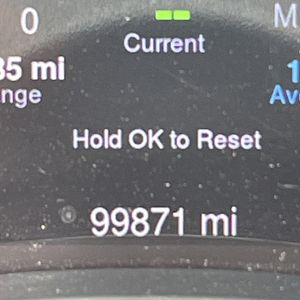 0
Current
35 mi
Hold OK to Reset
99871 mi